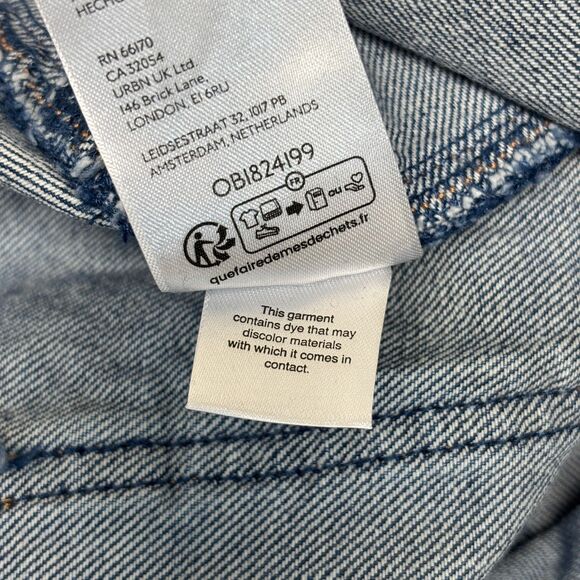 RN 66170
CA 32054
URBN UK Ltd.
146 Brick Lane,
LONDON, E1 6RU
LEIDSESTRAAT 32, 1017 PB
AMSTERDAM, NETHERLANDS
OB1824199
FR
OU
quefairedemesdechets.fr
This garment
contains dye that may
discolor materials
with which it comes in
contact.